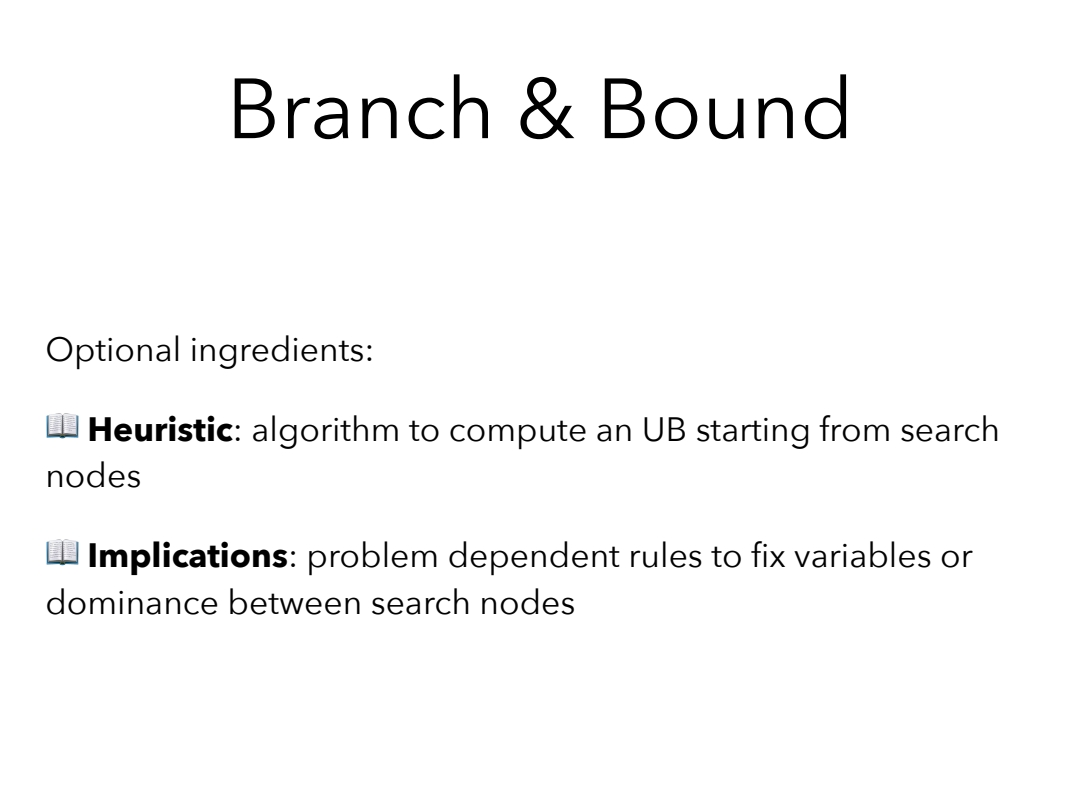 Branch & Bound
Optional ingredients:
📖 Heuristic: algorithm to compute an UB starting from search
nodes
📖 Implications: problem dependent rules to fix variables or
dominance between search nodes